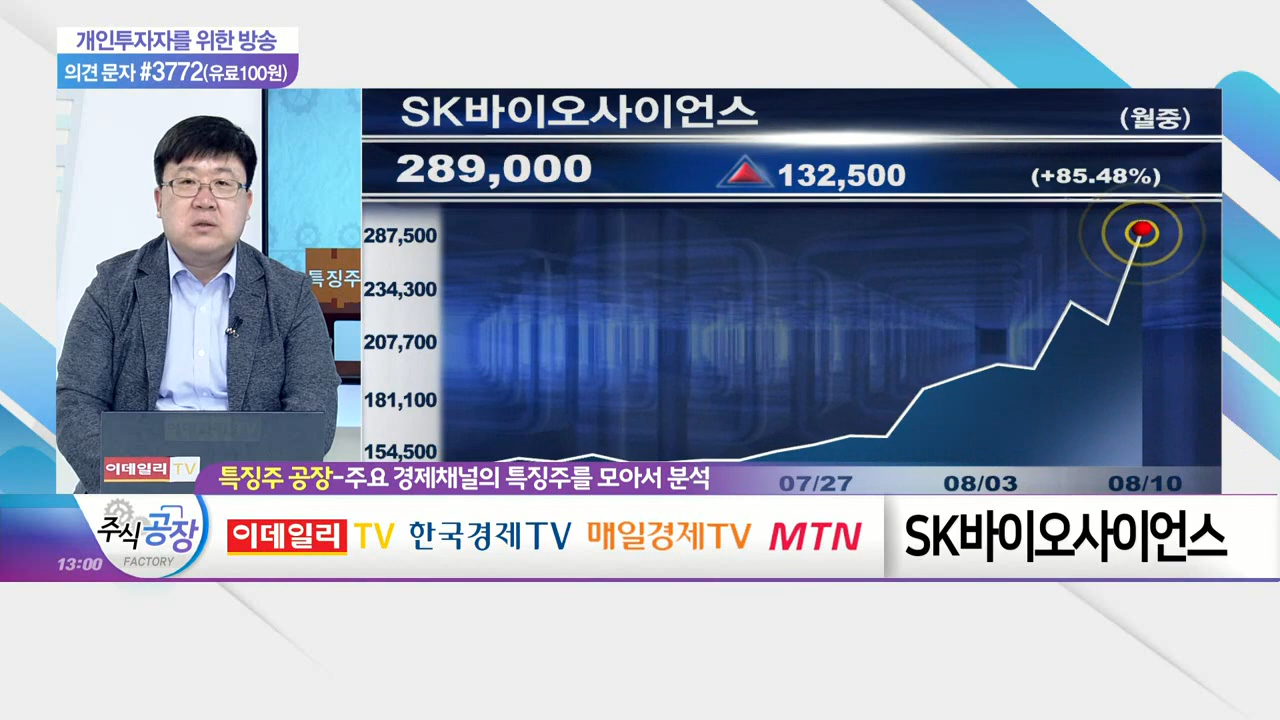 개인투자자를 위한 방송
의견 문자 #3772(유료100원)
SK바이오사이언스
(월중)
289,000
132,500
(+85.48%)
287,500
234,300
207,700
181,100
154,500
07/27
08/03
08/10
특징주
이데일리 TV
특징주 공장-주요 경제채널의 특징주를 모아서 분석
주식공장
FACTORY
13:00
이데일리 TV 한국경제TV 매일경제TV MTN
SK바이오사이언스